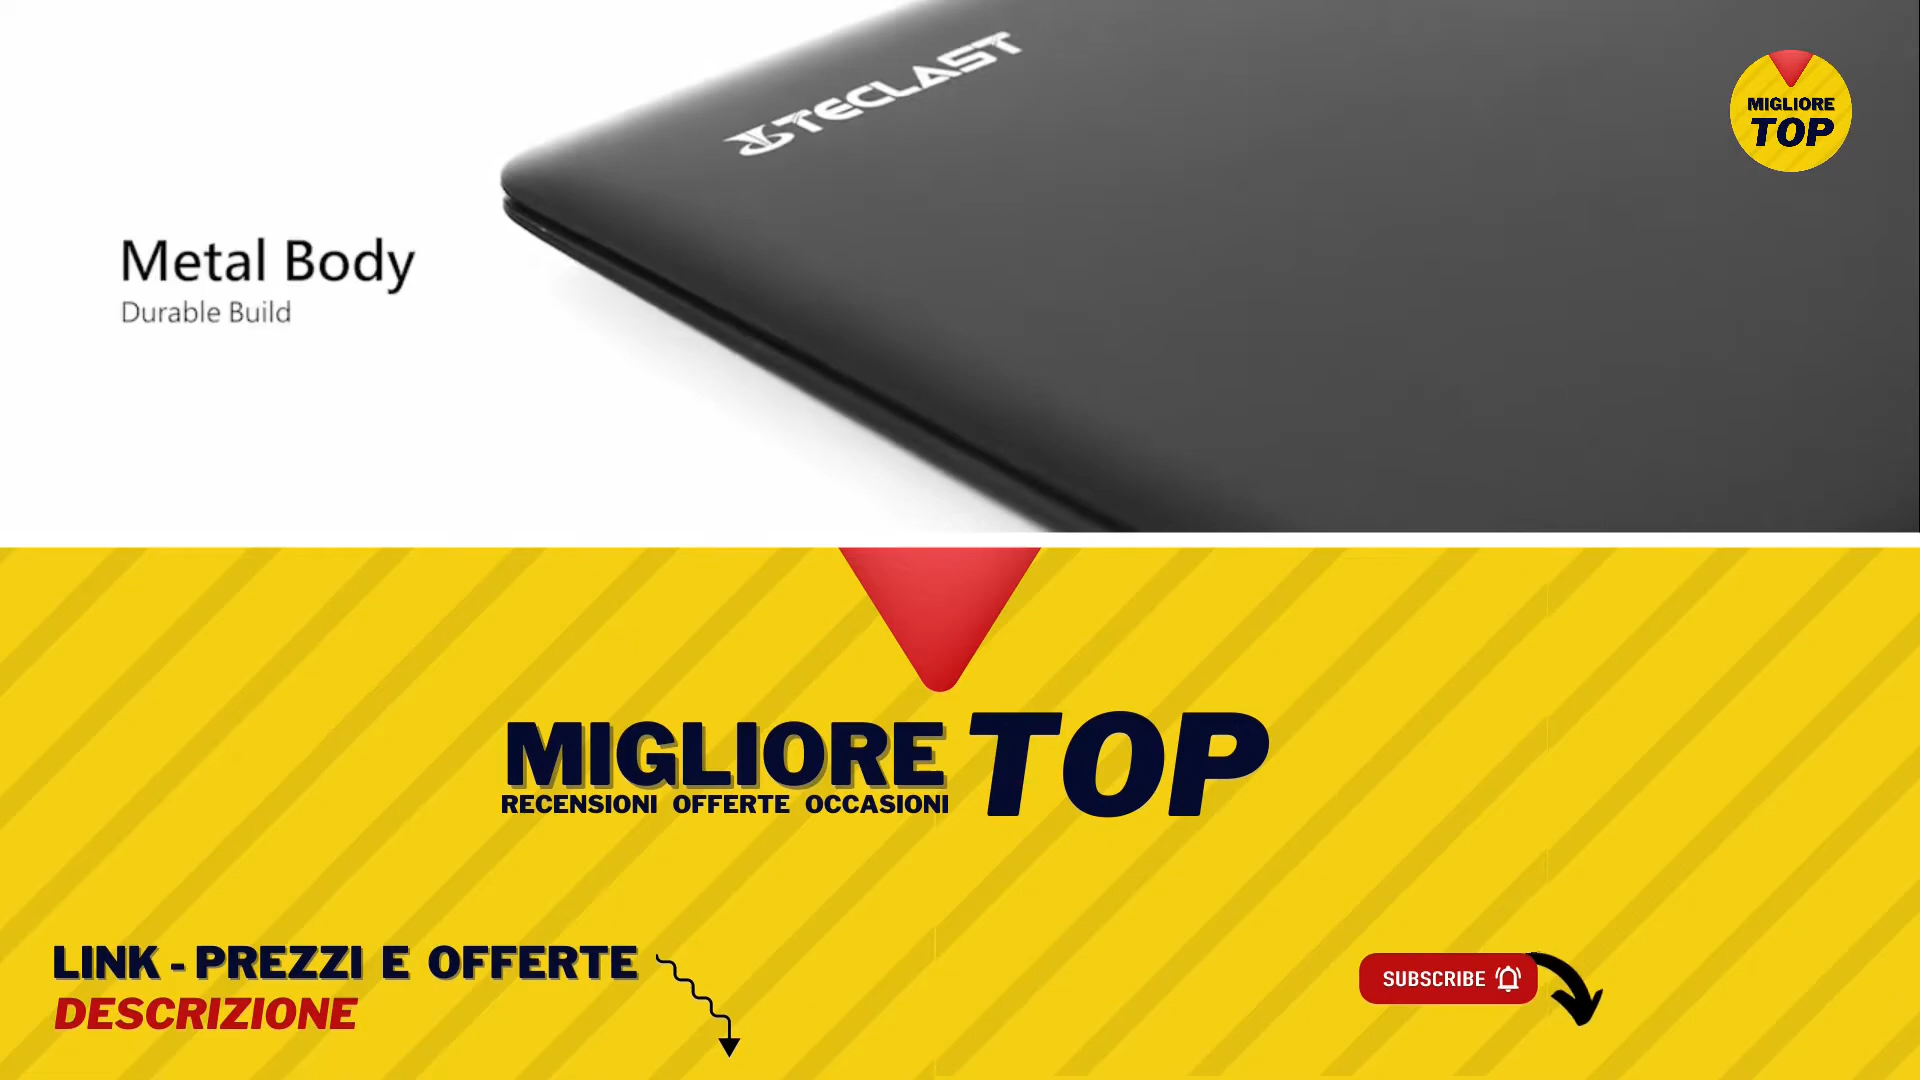 TECLAST
MIGLIORE
TOP
Metal Body
Durable Build
MIGLIORE TOP
RECENSIONI OFFERTE OCCASIONI
LINK - PREZZI E OFFERTE
DESCRIZIONE
SUBSCRIBE